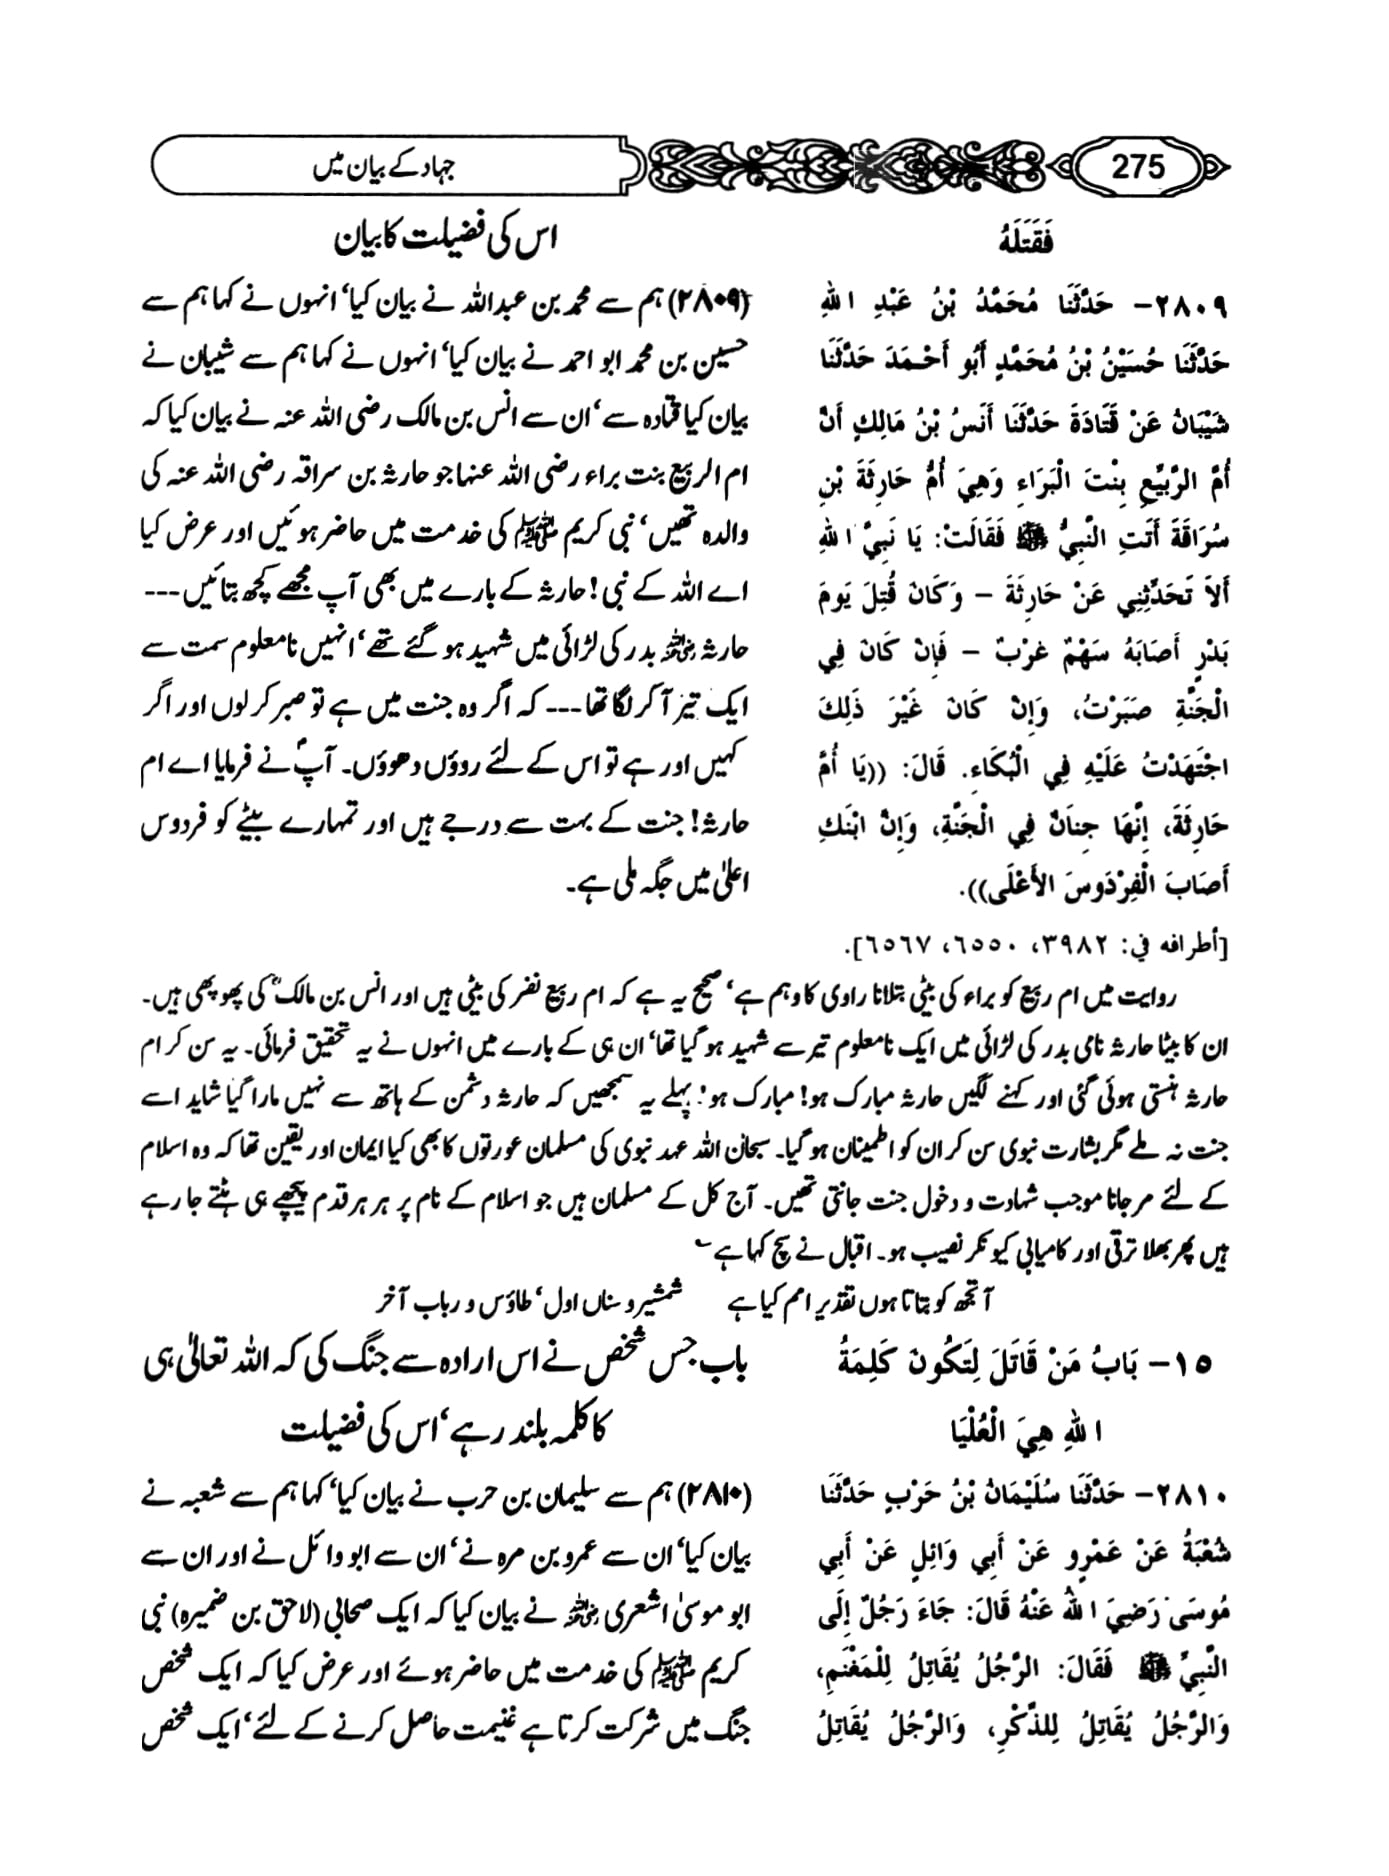 275
جہاد کے بیان میں
فَقَتَلَهُ
٢٨٠٩- حَدَّثَنَا مُحَمَّدُ بْنُ عَبْدِ اللهِ
حَدَّثَنَا حُسَيْنُ بْنُ مُحَمَّدٍ أَبُو أَحْمَدَ حَدَّثَنَا
شَيْبَانُ عَنْ قَتَادَةَ حَدَّثَنَا أَنَسُ بْنُ مَالِكٍ أَنَّ
أُمَّ الرُّبَيِّعِ بِنْتَ الْبَرَاءِ وَهِيَ أُمُّ حَارِثَةَ بْنِ
سُرَاقَةَ أَتَتِ النَّبِيَّ ﷺ فَقَالَتْ: يَا نَبِيَّ اللهِ
أَلاَ تُحَدِّثُنِي عَنْ حَارِثَةَ – وَكَانَ قُتِلَ يَومَ
بَدْرٍ أَصَابَهُ سَهْمٌ غَرْبٌ – فَإِنْ كَانَ فِي
الْجَنَّةِ صَبَرْتُ، وَإِنْ كَانَ غَيْرَ ذَلِكَ
اجْتَهَدْتُ عَلَيْهِ فِي الْبُكَاءِ. قَالَ: ((يَا أُمَّ
حَارِثَةَ، إِنَّهَا جِنَانٌ فِي الْجَنَّةِ، وَإِنَّ ابْنَكِ
أَصَابَ الْفِرْدَوسَ الأَعْلَى)).
[أطرافه في: ٣٩٨٢، ٦٥٥٠، ٦٥٦٧].
اس کی فضیلت کا بیان
(۲۸۰۹) ہم سے محمد بن عبداللہ نے بیان کیا‘ انہوں نے کہا ہم سے
حسین بن محمد ابو احمد نے بیان کیا‘ انہوں نے کہا ہم سے شیبان نے
بیان کیا قتادہ سے‘ ان سے انس بن مالک رضی اللہ عنہ نے بیان کیا کہ
ام الربیع بنت براء رضی اللہ عنہا جو حارثہ بن سراقہ رضی اللہ عنہ کی
والدہ تھیں‘ نبی کریم ﷺ کی خدمت میں حاضر ہوئیں اور عرض کیا
اے اللہ کے نبی! حارثہ کے بارے میں بھی آپ مجھے کچھ بتائیں---
حارثہ رضی اللہ عنہ بدر کی لڑائی میں شہید ہو گئے تھے‘ انہیں نامعلوم سمت سے
ایک تیر آکر لگا تھا--- کہ اگر وہ جنت میں ہے تو صبر کر لوں اور اگر
کہیں اور ہے تو اس کے لئے روؤں دھوؤں۔ آپؐ نے فرمایا اے ام
حارثہ! جنت کے بہت سے درجے ہیں اور تمہارے بیٹے کو فردوس
اعلیٰ میں جگہ ملی ہے۔
روایت میں ام ربیع کو براء کی بیٹی بتلانا راوی کا وہم ہے‘ صحیح یہ ہے کہ ام ربیع نفر کی بیٹی ہیں اور انس بن مالکؓ کی پھوپھی ہیں۔
ان کا بیٹا حارثہ نامی بدر کی لڑائی میں ایک نامعلوم تیر سے شہید ہو گیا تھا‘ ان ہی کے بارے میں انہوں نے یہ تحقیق فرمائی۔ یہ سن کر ام
حارثہ ہنستی ہوئی گئی اور کہنے لگیں حارثہ مبارک ہو! مبارک ہو! پہلے یہ سمجھیں کہ حارثہ دشمن کے ہاتھ سے نہیں مارا گیا شاید اسے
جنت نہ ملے مگر بشارت نبوی سن کر ان کو اطمینان ہو گیا۔ سبحان اللہ عہد نبوی کی مسلمان عورتوں کا بھی کیا ایمان اور یقین تھا کہ وہ اسلام
کے لئے مر جانا موجب شہادت و دخول جنت جانتی تھیں۔ آج کل کے مسلمان ہیں جو اسلام کے نام پر ہر ہر قدم پیچھے ہی ہٹتے جا رہے
ہیں پھر بھلا ترقی اور کامیابی کیونکر نصیب ہو۔ اقبال نے سچ کہا ہے ؎
آ تجھ کو بتاتا ہوں تقدیر امم کیا ہے شمشیر و سناں اول‘ طاؤس و رباب آخر
١٥- بَابُ مَنْ قَاتَلَ لِتَكُونَ كَلِمَةُ
اللهِ هِيَ الْعُلْيَا
باب جس شخص نے اس ارادہ سے جنگ کی کہ اللہ تعالیٰ ہی
کا کلمہ بلند رہے‘ اس کی فضیلت
٢٨١٠- حَدَّثَنَا سُلَيْمَانُ بْنُ حَرْبٍ حَدَّثَنَا
شُعْبَةُ عَنْ عَمْرٍو عَنْ أَبِي وَائِلٍ عَنْ أَبِي
مُوسَى رَضِيَ اللهُ عَنْهُ قَالَ: جَاءَ رَجُلٌ إِلَى
النَّبِيِّ ﷺ فَقَالَ: الرَّجُلُ يُقَاتِلُ لِلْمَغْنَمِ،
وَالرَّجُلُ يُقَاتِلُ لِلذِّكْرِ، وَالرَّجُلُ يُقَاتِلُ
(۲۸۱۰) ہم سے سلیمان بن حرب نے بیان کیا‘ کہا ہم سے شعبہ نے
بیان کیا‘ ان سے عمرو بن مرہ نے‘ ان سے ابو وائل نے اور ان سے
ابو موسیٰ اشعری رضی اللہ عنہ نے بیان کیا کہ ایک صحابی (لاحق بن ضمیرہ) نبی
کریم ﷺ کی خدمت میں حاضر ہوئے اور عرض کیا کہ ایک شخص
جنگ میں شرکت کرتا ہے غنیمت حاصل کرنے کے لئے‘ ایک شخص